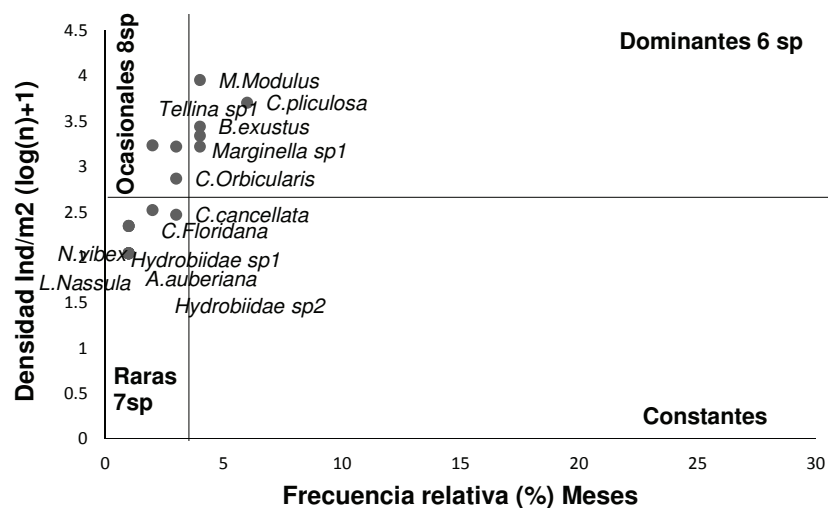 Densidad Ind/m2 (log(n)+1)
4.5
4
3.5
3
2.5
2
1.5
1
0.5
0
Ocasionales 8sp
Dominantes 6 sp
M.Modulus
C.pliculosa
Tellina sp1
B.exustus
Marginella sp1
C.Orbicularis
C.cancellata
C.Floridana
N.vibex
Hydrobiidae sp1
L.Nassula
A.auberiana
Hydrobiidae sp2
Raras
7sp
Constantes
0 5 10 15 20 25 30
Frecuencia relativa (%) Meses